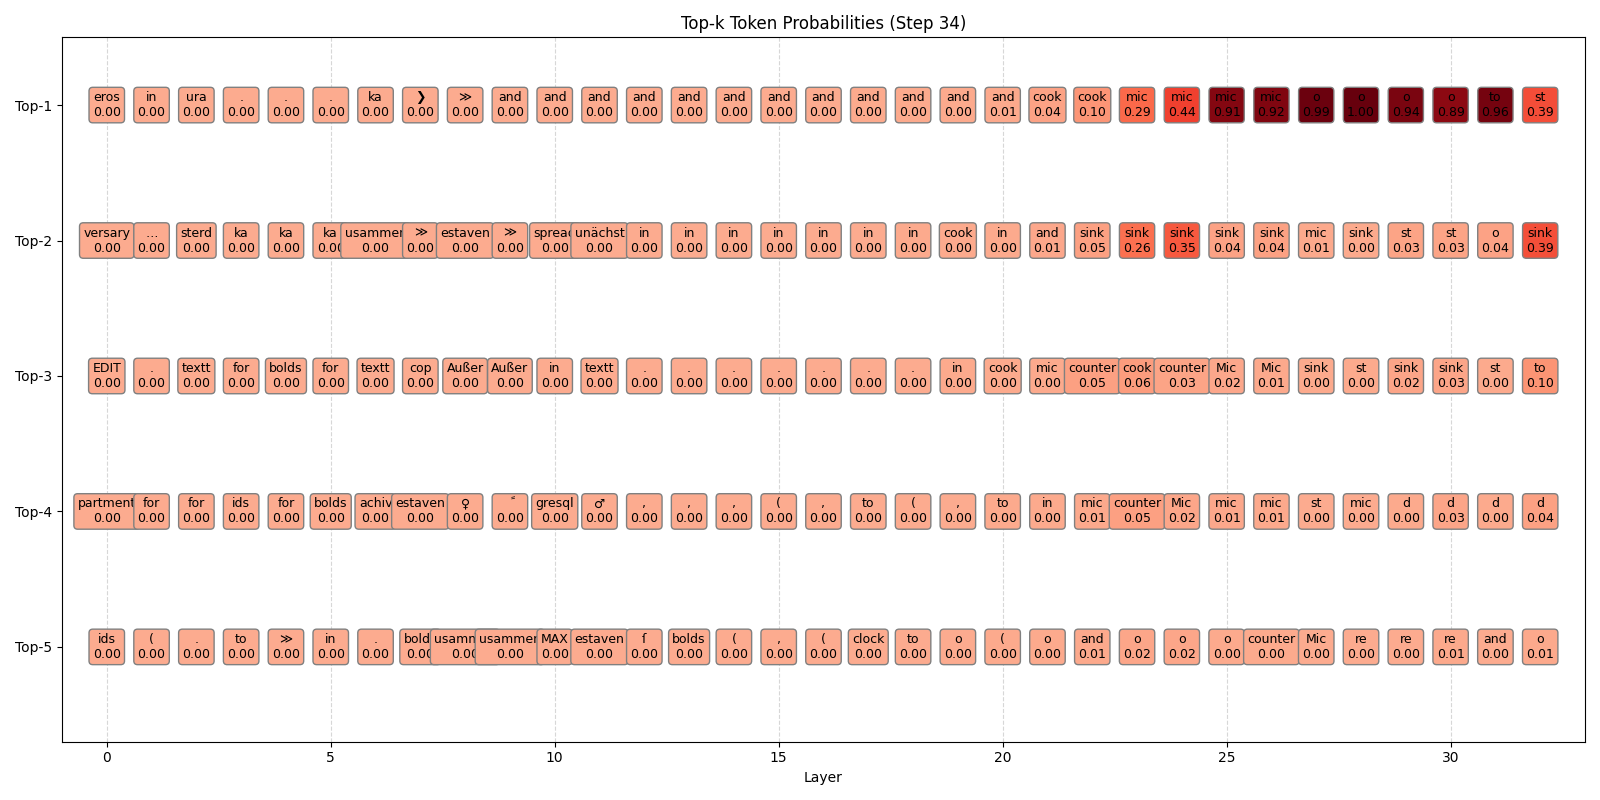 Top-k Token Probabilities (Step 34)
Top-1
eros in ura . . . ka ❯ ≫ and and and and and and and and and and and and cook cook mic mic mic mic o o o o to st
0.00 0.00 0.00 0.00 0.00 0.00 0.00 0.00 0.00 0.00 0.00 0.00 0.00 0.00 0.00 0.00 0.00 0.00 0.00 0.00 0.01 0.04 0.10 0.29 0.44 0.91 0.92 0.99 1.00 0.94 0.89 0.96 0.39
Top-2
versary ... sterd ka ka ka usammen ≫ estaven ≫ spread unächst in in in in in in in cook in and sink sink sink sink sink mic sink st st o sink
0.00 0.00 0.00 0.00 0.00 0.00 0.00 0.00 0.00 0.00 0.00 0.00 0.00 0.00 0.00 0.00 0.00 0.00 0.00 0.00 0.00 0.01 0.05 0.26 0.35 0.04 0.04 0.01 0.00 0.03 0.03 0.04 0.39
Top-3
EDIT . textt for bolds for textt cop Außer Außer in textt . . . . . . . in cook mic counter cook counter Mic Mic sink st sink sink st to
0.00 0.00 0.00 0.00 0.00 0.00 0.00 0.00 0.00 0.00 0.00 0.00 0.00 0.00 0.00 0.00 0.00 0.00 0.00 0.00 0.00 0.00 0.05 0.06 0.03 0.02 0.01 0.00 0.00 0.02 0.03 0.00 0.10
Top-4
partment for for ids for bolds achiv estaven ♀ “ gresql ♂ , , , ( , to ( , to in mic counter Mic mic mic st mic d d d d
0.00 0.00 0.00 0.00 0.00 0.00 0.00 0.00 0.00 0.00 0.00 0.00 0.00 0.00 0.00 0.00 0.00 0.00 0.00 0.00 0.00 0.00 0.01 0.05 0.02 0.01 0.01 0.00 0.00 0.00 0.03 0.00 0.04
Top-5
ids ( . to ≫ in . bolds usammen usammen MAX estaven f bolds ( , ( clock to o ( o and o o o counter Mic re re re and o
0.00 0.00 0.00 0.00 0.00 0.00 0.00 0.00 0.00 0.00 0.00 0.00 0.00 0.00 0.00 0.00 0.00 0.00 0.00 0.00 0.00 0.00 0.01 0.02 0.02 0.00 0.00 0.00 0.00 0.00 0.01 0.00 0.01
0 5 10 15 20 25 30
Layer